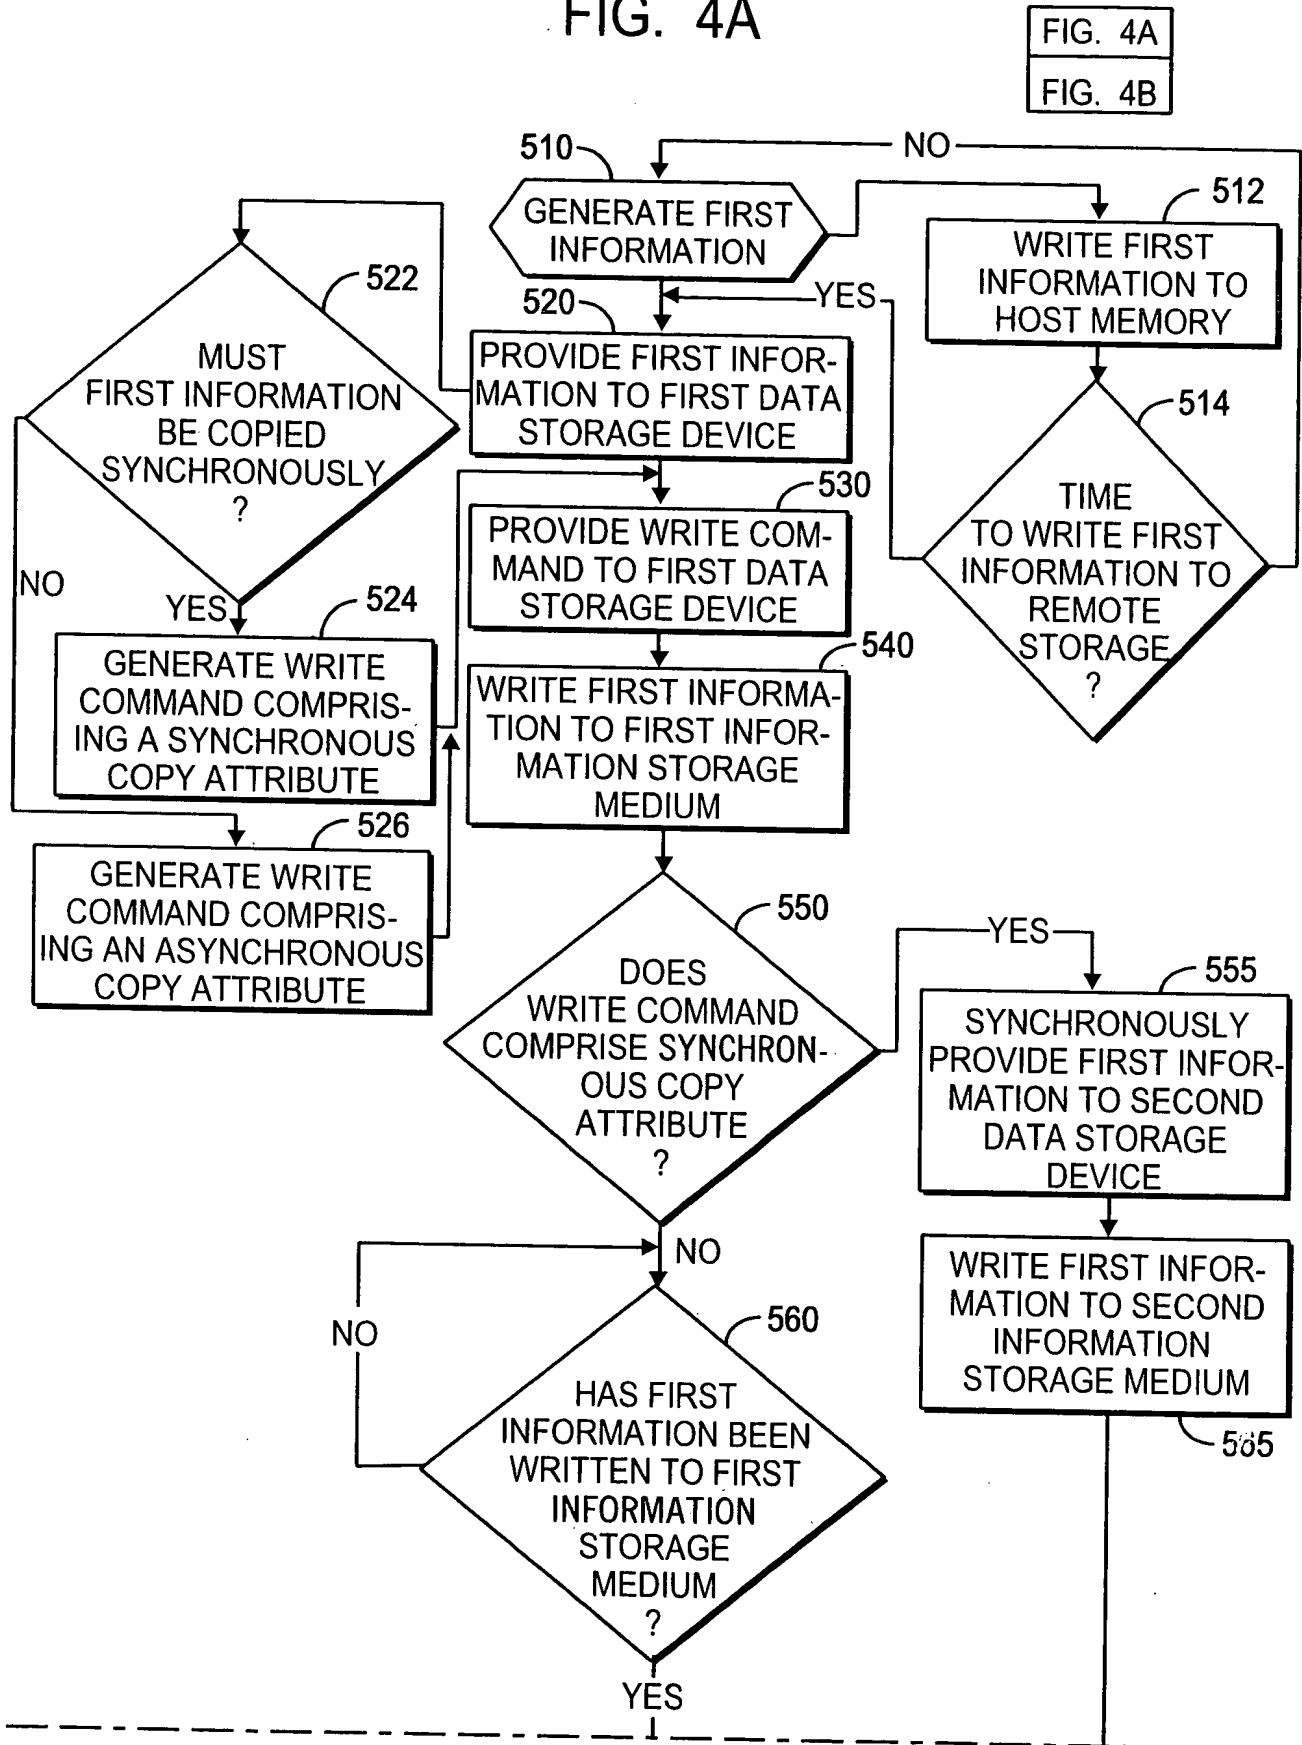 FIG. 4A
FIG. 4A
FIG. 4B
NO
510
GENERATE FIRST
INFORMATION
512
WRITE FIRST
INFORMATION TO
HOST MEMORY
YES
514
TIME
TO WRITE FIRST
INFORMATION TO
REMOTE
STORAGE
?
520
PROVIDE FIRST INFOR-
MATION TO FIRST DATA
STORAGE DEVICE
522
MUST
FIRST INFORMATION
BE COPIED
SYNCHRONOUSLY
?
NO
YES
524
GENERATE WRITE
COMMAND COMPRIS-
ING A SYNCHRONOUS
COPY ATTRIBUTE
526
GENERATE WRITE
COMMAND COMPRIS-
ING AN ASYNCHRONOUS
COPY ATTRIBUTE
530
PROVIDE WRITE COM-
MAND TO FIRST DATA
STORAGE DEVICE
540
WRITE FIRST INFORMA-
TION TO FIRST INFOR-
MATION STORAGE
MEDIUM
550
DOES
WRITE COMMAND
COMPRISE SYNCHRON-
OUS COPY
ATTRIBUTE
?
YES
555
SYNCHRONOUSLY
PROVIDE FIRST INFOR-
MATION TO SECOND
DATA STORAGE
DEVICE
WRITE FIRST INFOR-
MATION TO SECOND
INFORMATION
STORAGE MEDIUM
565
NO
NO
560
HAS FIRST
INFORMATION BEEN
WRITTEN TO FIRST
INFORMATION
STORAGE
MEDIUM
?
YES